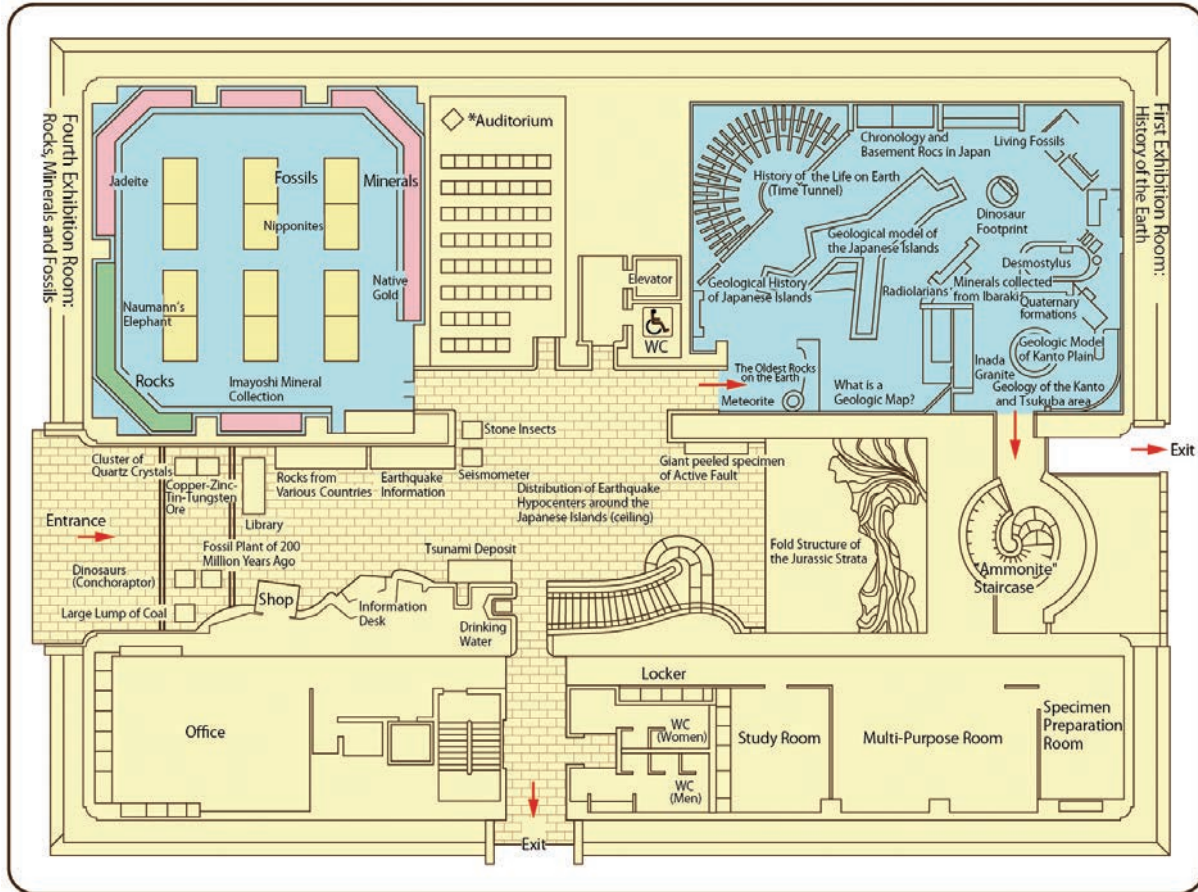 Fourth Exhibition Room:
Rocks, Minerals and Fossils
Jadeite
Fossils
Minerals
Nipponites
Naumann's
Elephant
Native
Gold
Rocks
Imayoshi Mineral
Collection
*Auditorium
Elevator
WC
First Exhibition Room:
History of the Earth
Chronology and
Basement Rocs in Japan
Living Fossils
History of the Life on Earth
(Time Tunnel)
Dinosaur
Footprint
Geological model of
the Japanese Islands
Desmostylus
Geological History
of Japanese Islands
Radiolarians
Minerals collected
from Ibaraki
Quaternary
formations
Geologic Model
of Kanto Plain
Inada
Granite
Geology of the Kanto
and Tsukuba area
The Oldest Rocks
on the Earth
Meteorite
What is a
Geologic Map?
Exit
Stone Insects
Seismometer
Cluster of
Quartz Crystals
Copper-Zinc-
Tin-Tungsten
Ore
Library
Rocks from
Various Countries
Earthquake
Information
Giant peeled specimen
of Active Fault
Distribution of Earthquake
Hypocenters around the
Japanese Islands (ceiling)
Entrance
Fossil Plant of 200
Million Years Ago
Tsunami Deposit
Fold Structure of
the Jurassic Strata
"Ammonite"
Staircase
Dinosaurs
(Conchoraptor)
Large Lump of Coal
Shop
Information
Desk
Drinking
Water
Locker
Office
WC
(Women)
WC
(Men)
Study Room
Multi-Purpose Room
Specimen
Preparation
Room
Exit